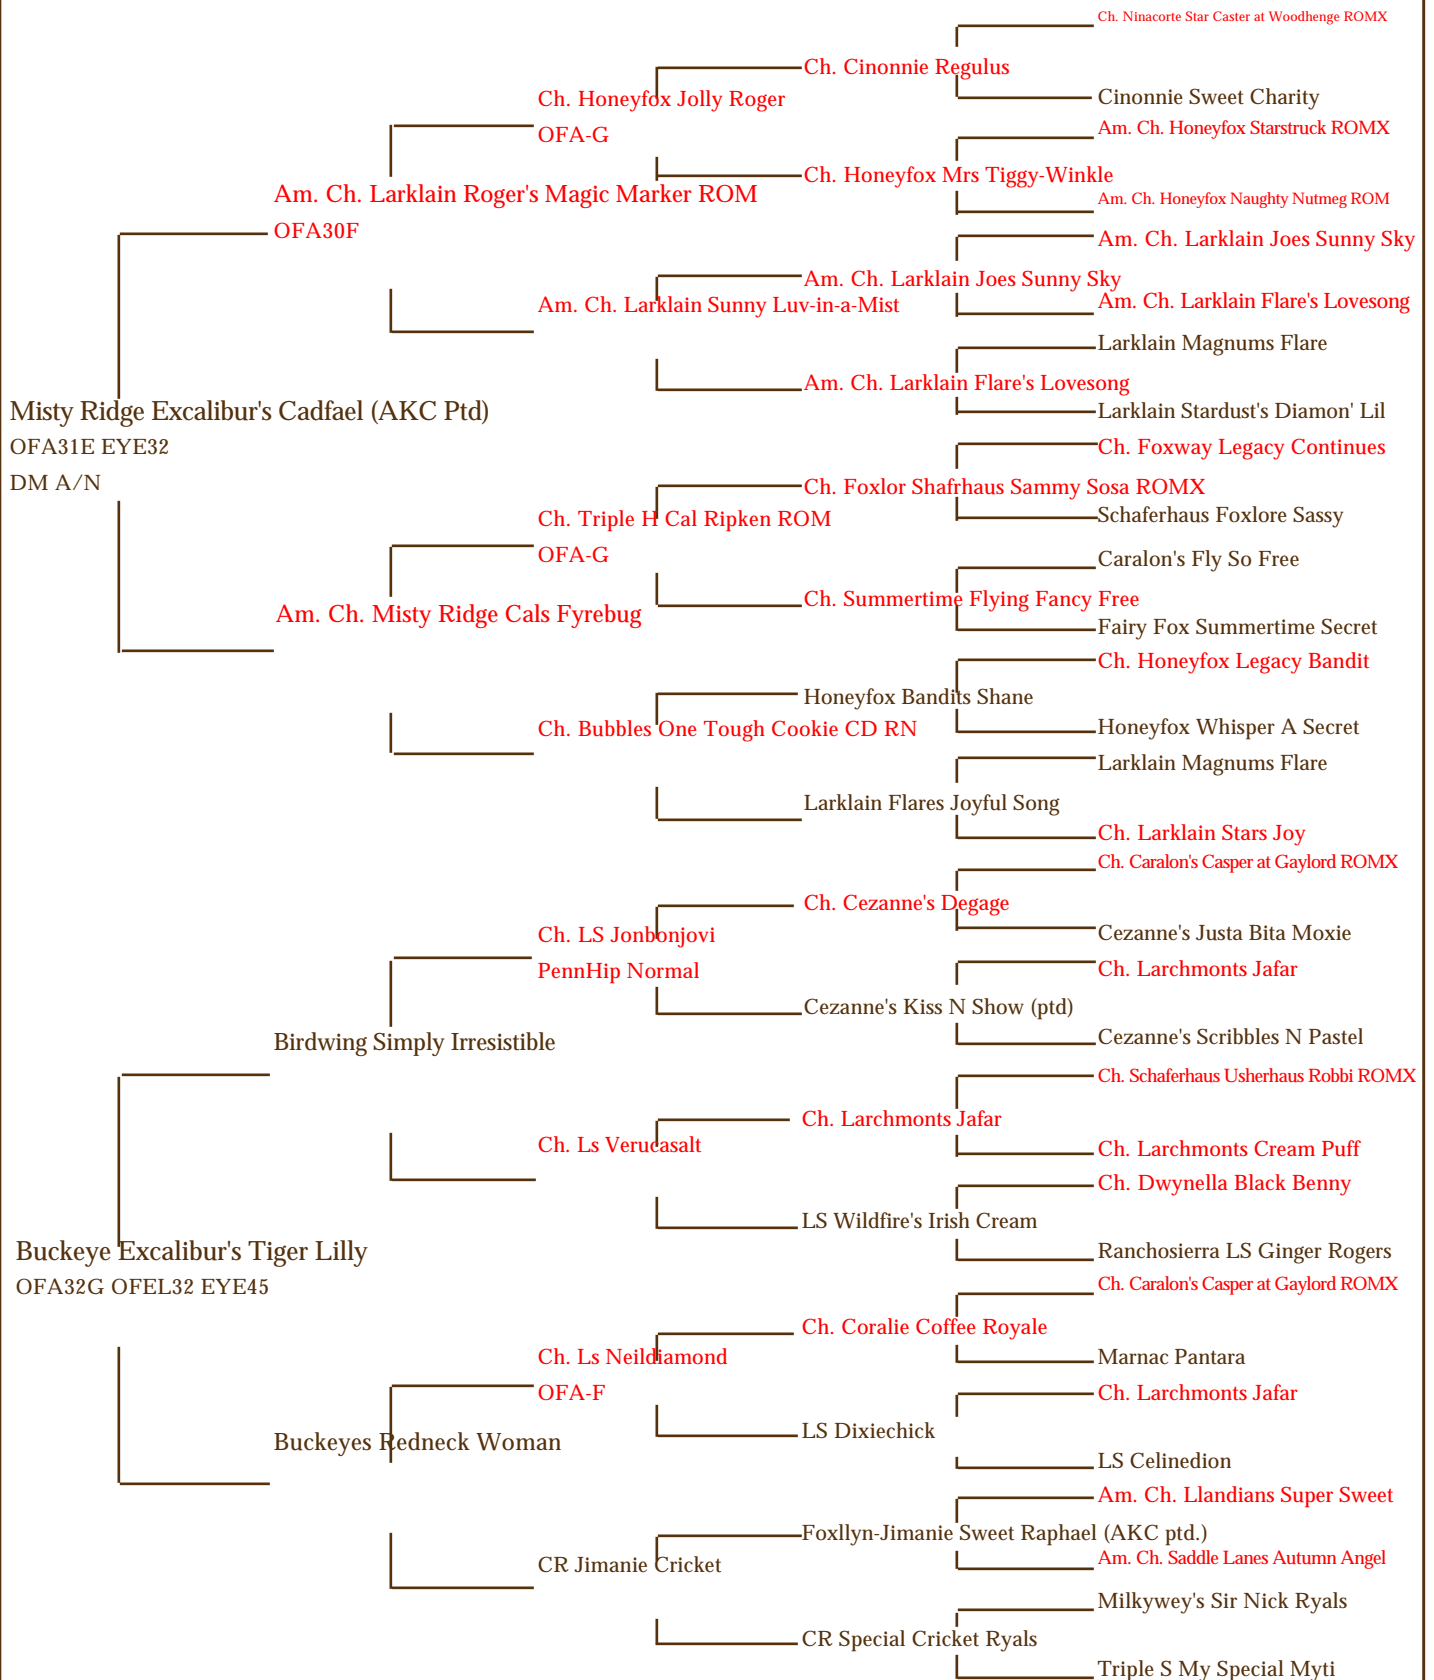 Ch. Ninacorte Star Caster at Woodhenge ROMX
Ch. Cinonnie Regulus
Cinonnie Sweet Charity
Ch. Honeyfox Jolly Roger
OFA-G
Am. Ch. Honeyfox Starstruck ROMX
Ch. Honeyfox Mrs Tiggy-Winkle
Am. Ch. Honeyfox Naughty Nutmeg ROM
Am. Ch. Larklain Roger's Magic Marker ROM
OFA30F
Am. Ch. Larklain Joes Sunny Sky
Am. Ch. Larklain Joes Sunny Sky
Am. Ch. Larklain Flare's Lovesong
Am. Ch. Larklain Sunny Luv-in-a-Mist
Larklain Magnums Flare
Am. Ch. Larklain Flare's Lovesong
Larklain Stardust's Diamon' Lil
Misty Ridge Excalibur's Cadfael (AKC Ptd)
OFA31E EYE32
DM A/N
Ch. Foxway Legacy Continues
Ch. Foxlor Shafrhaus Sammy Sosa ROMX
Schaferhaus Foxlore Sassy
Ch. Triple H Cal Ripken ROM
OFA-G
Caralon's Fly So Free
Ch. Summertime Flying Fancy Free
Fairy Fox Summertime Secret
Am. Ch. Misty Ridge Cals Fyrebug
Ch. Honeyfox Legacy Bandit
Honeyfox Bandits Shane
Honeyfox Whisper A Secret
Ch. Bubbles One Tough Cookie CD RN
Larklain Magnums Flare
Larklain Flares Joyful Song
Ch. Larklain Stars Joy
Ch. Caralon's Casper at Gaylord ROMX
Ch. Cezanne's Degage
Cezanne's Justa Bita Moxie
Ch. LS Jonbonjovi
PennHip Normal
Ch. Larchmonts Jafar
Cezanne's Kiss N Show (ptd)
Cezanne's Scribbles N Pastel
Birdwing Simply Irresistible
Ch. Schaferhaus Usherhaus Robbi ROMX
Ch. Larchmonts Jafar
Ch. Larchmonts Cream Puff
Ch. Ls Verucasalt
Ch. Dwynella Black Benny
LS Wildfire's Irish Cream
Ranchosierra LS Ginger Rogers
Buckeye Excalibur's Tiger Lilly
OFA32G OFEL32 EYE45
Ch. Caralon's Casper at Gaylord ROMX
Ch. Coralie Coffee Royale
Marnac Pantara
Ch. Ls Neildiamond
OFA-F
Ch. Larchmonts Jafar
LS Dixiechick
LS Celinedion
Buckeyes Redneck Woman
Am. Ch. Llandians Super Sweet
Foxllyn-Jimanie Sweet Raphael (AKC ptd.)
Am. Ch. Saddle Lanes Autumn Angel
CR Jimanie Cricket
Milkywey's Sir Nick Ryals
CR Special Cricket Ryals
Triple S My Special Myti